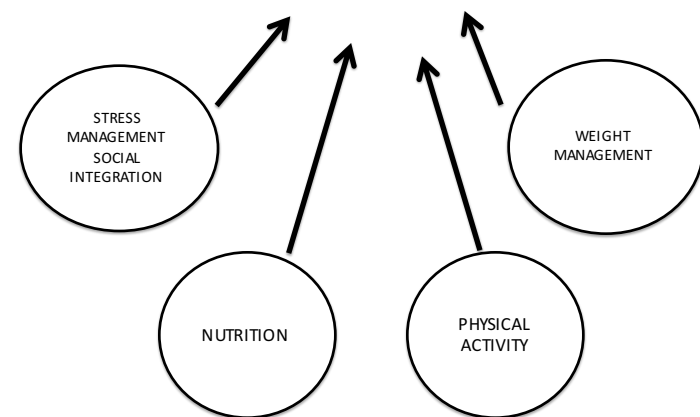 STRESS
MANAGEMENT
SOCIAL
INTEGRATION
WEIGHT
MANAGEMENT
NUTRITION
PHYSICAL
ACTIVITY